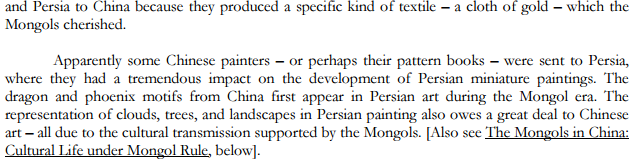 and Persia to China because they produced a specific kind of textile – a cloth of gold – which the
Mongols cherished.
Apparently some Chinese painters – or perhaps their pattern books – were sent to Persia,
where they had a tremendous impact on the development of Persian miniature paintings. The
dragon and phoenix motifs from China first appear in Persian art during the Mongol era. The
representation of clouds, trees, and landscapes in Persian painting also owes a great deal to Chinese
art – all due to the cultural transmission supported by the Mongols. [Also see The Mongols in China:
Cultural Life under Mongol Rule, below].